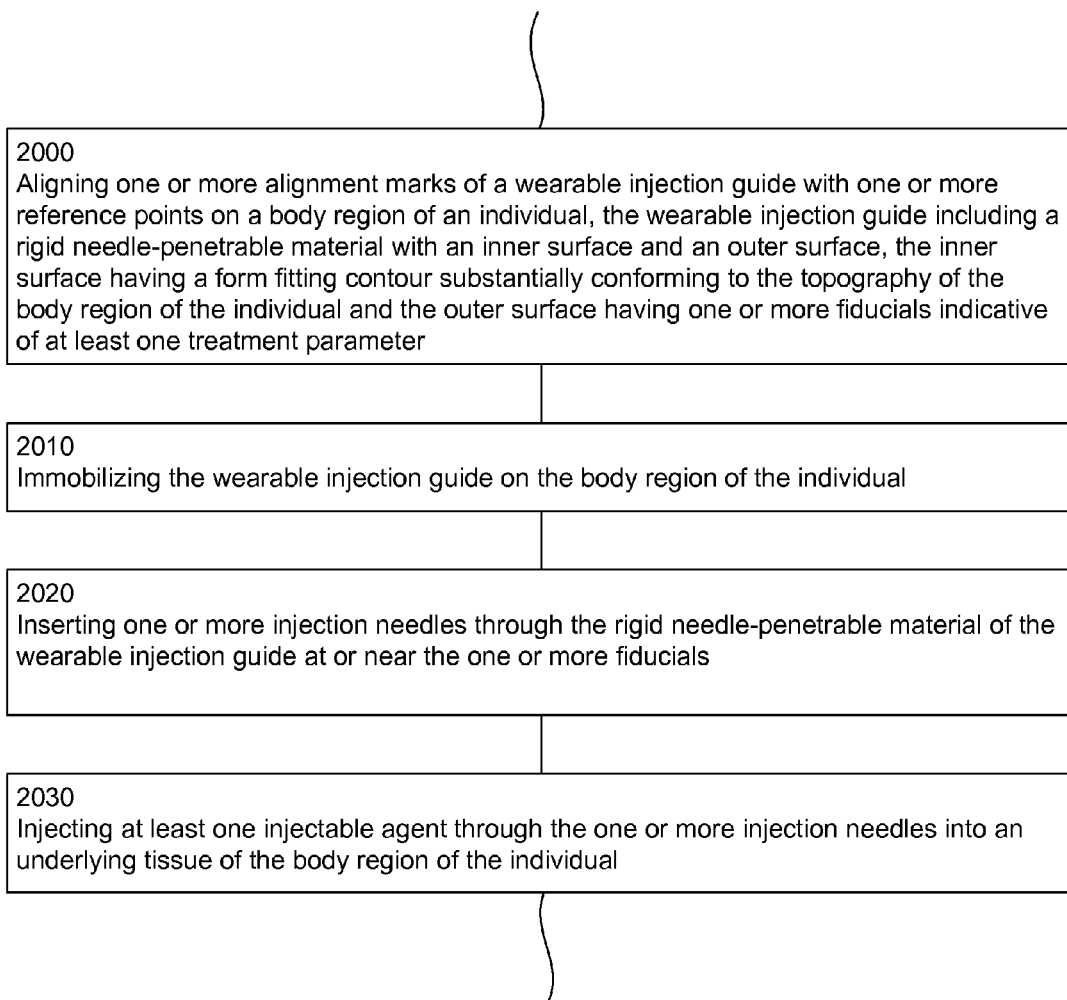 2000
Aligning one or more alignment marks of a wearable injection guide with one or more
reference points on a body region of an individual, the wearable injection guide including a
rigid needle-penetrable material with an inner surface and an outer surface, the inner
surface having a form fitting contour substantially conforming to the topography of the
body region of the individual and the outer surface having one or more fiducials indicative
of at least one treatment parameter
2010
Immobilizing the wearable injection guide on the body region of the individual
2020
Inserting one or more injection needles through the rigid needle-penetrable material of the
wearable injection guide at or near the one or more fiducials
2030
Injecting at least one injectable agent through the one or more injection needles into an
underlying tissue of the body region of the individual